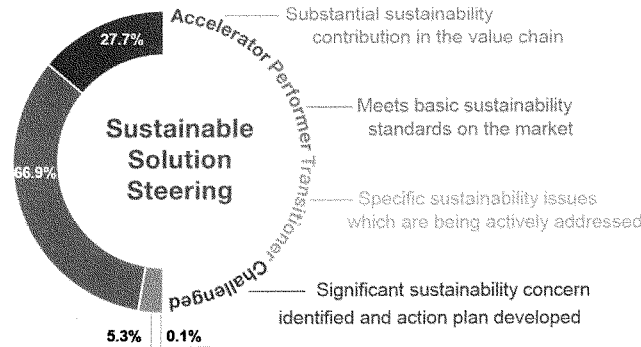 27.7%
66.9%
5.3%
0.1%
Sustainable
Solution
Steering
Accelerator
Performer
Transitioner
Challenged
Substantial sustainability
contribution in the value chain
Meets basic sustainability
standards on the market
Specific sustainability issues
which are being actively addressed
Significant sustainability concern
identified and action plan developed